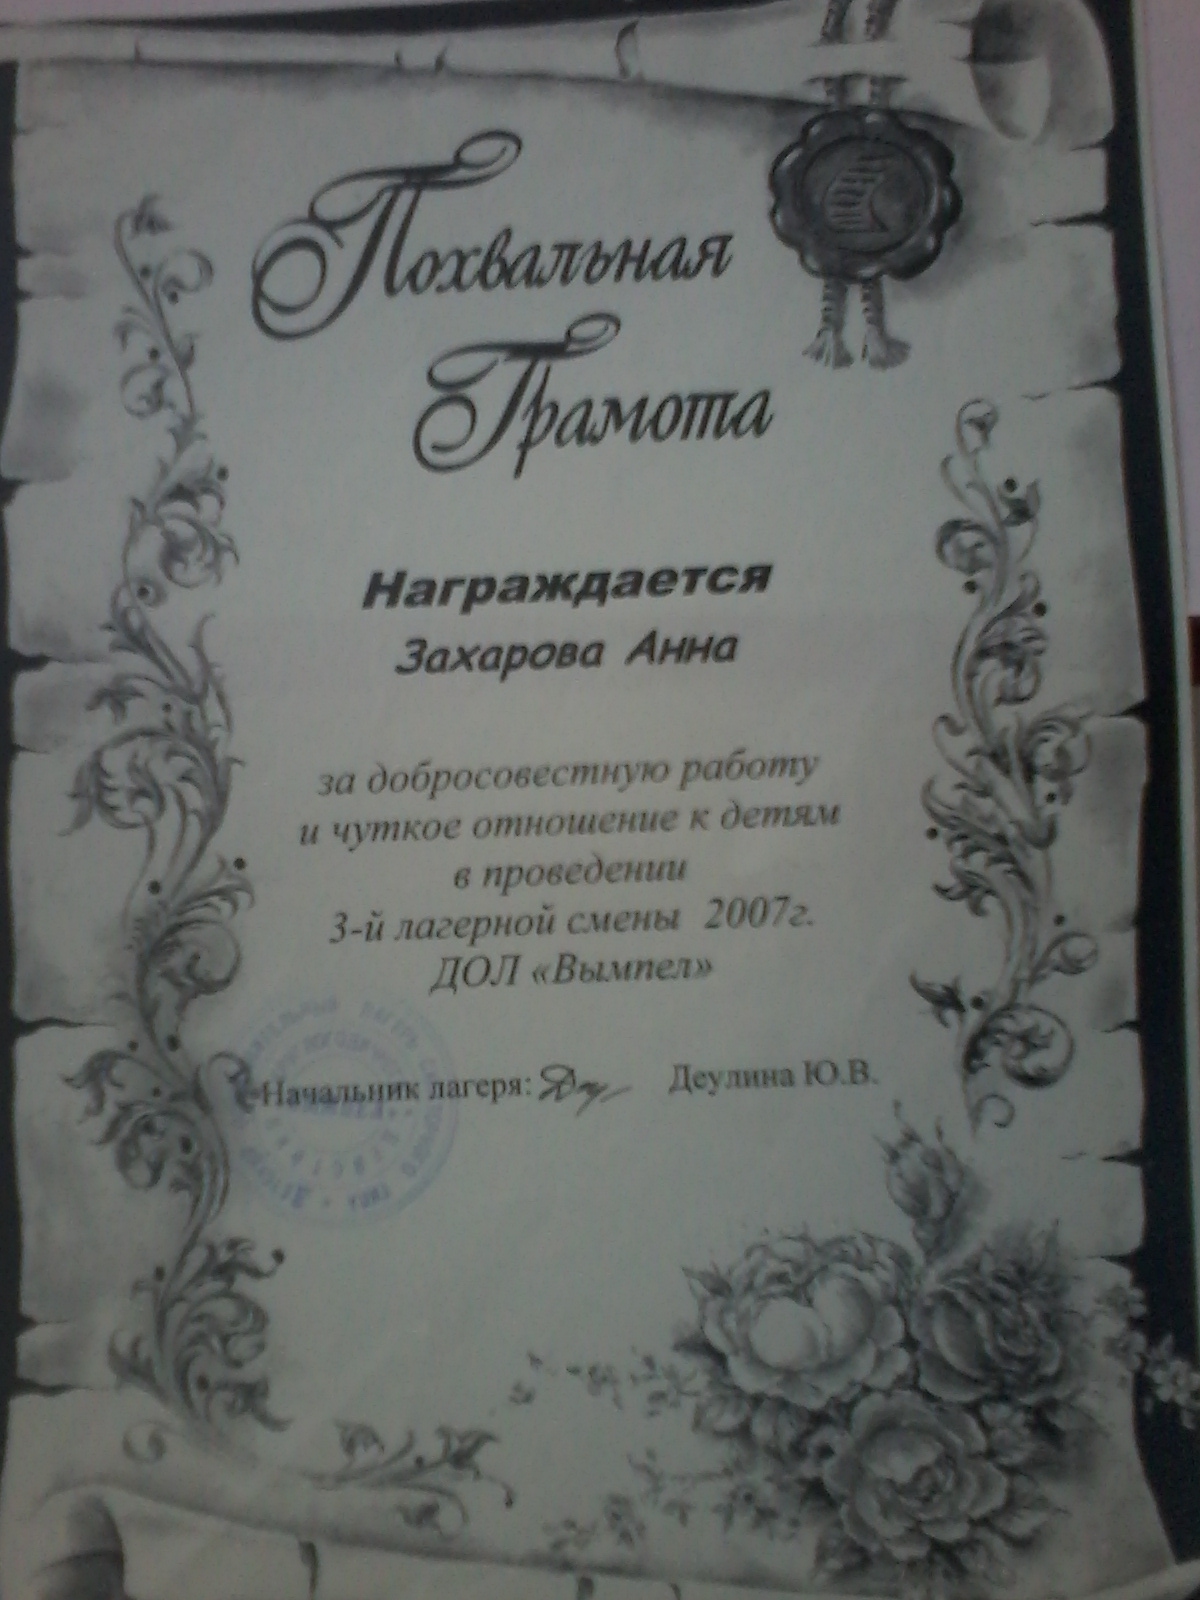 Похвальная
Грамота
Награждается
Захарова Анна
за добросовестную работу
и чуткое отношение к детям
в проведении
3-й лагерной смены 2007г.
ДОЛ «Вымпел»
Начальник лагеря: Деулина Ю.В.